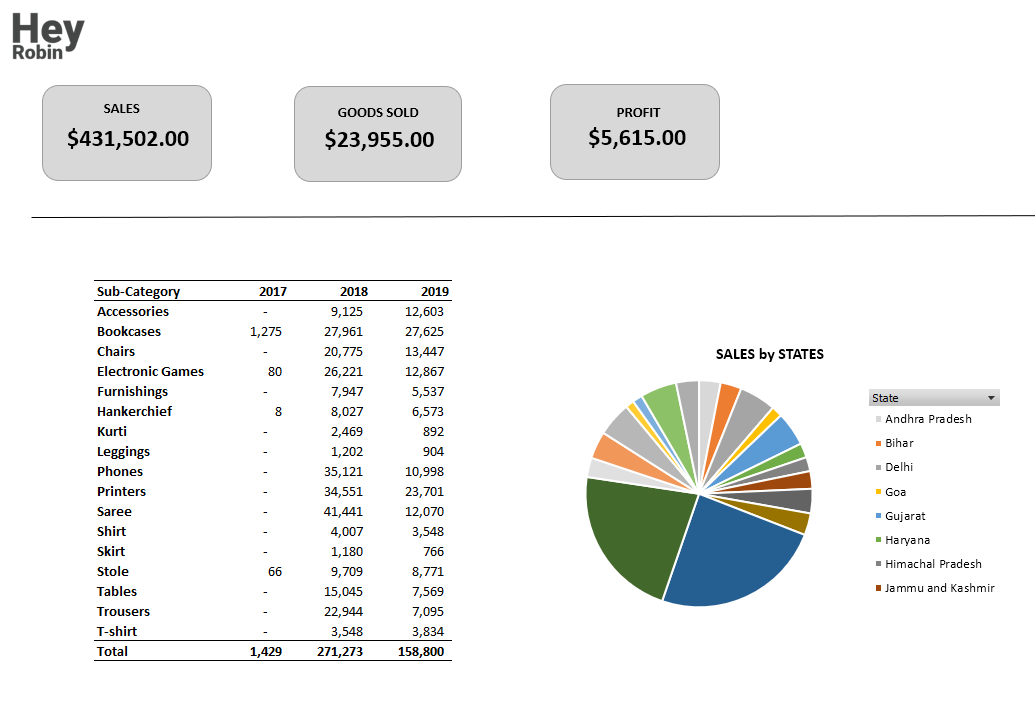 Hey
Robin
SALES
$431,502.00
GOODS SOLD
$23,955.00
PROFIT
$5,615.00
Sub-Category 2017 2018 2019
Accessories - 9,125 12,603
Bookcases 1,275 27,961 27,625
Chairs - 20,775 13,447
Electronic Games 80 26,221 12,867
Furnishings - 7,947 5,537
Hankerchief 8 8,027 6,573
Kurti - 2,469 892
Leggings - 1,202 904
Phones - 35,121 10,998
Printers - 34,551 23,701
Saree - 41,441 12,070
Shirt - 4,007 3,548
Skirt - 1,180 766
Stole 66 9,709 8,771
Tables - 15,045 7,569
Trousers - 22,944 7,095
T-shirt - 3,548 3,834
Total 1,429 271,273 158,800
SALES by STATES
State
Andhra Pradesh
Bihar
Delhi
Goa
Gujarat
Haryana
Himachal Pradesh
Jammu and Kashmir